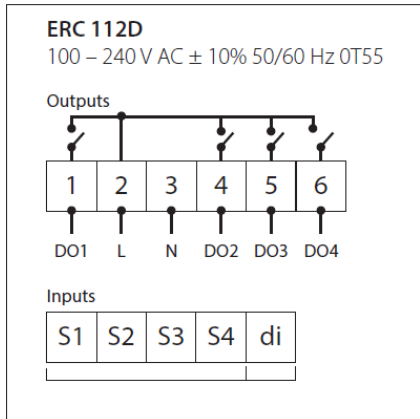 ERC 112D
100 – 240 V AC ± 10% 50/60 Hz 0T55
Outputs
1 2 3 4 5 6
DO1 L N DO2 DO3 DO4
Inputs
S1 S2 S3 S4 di